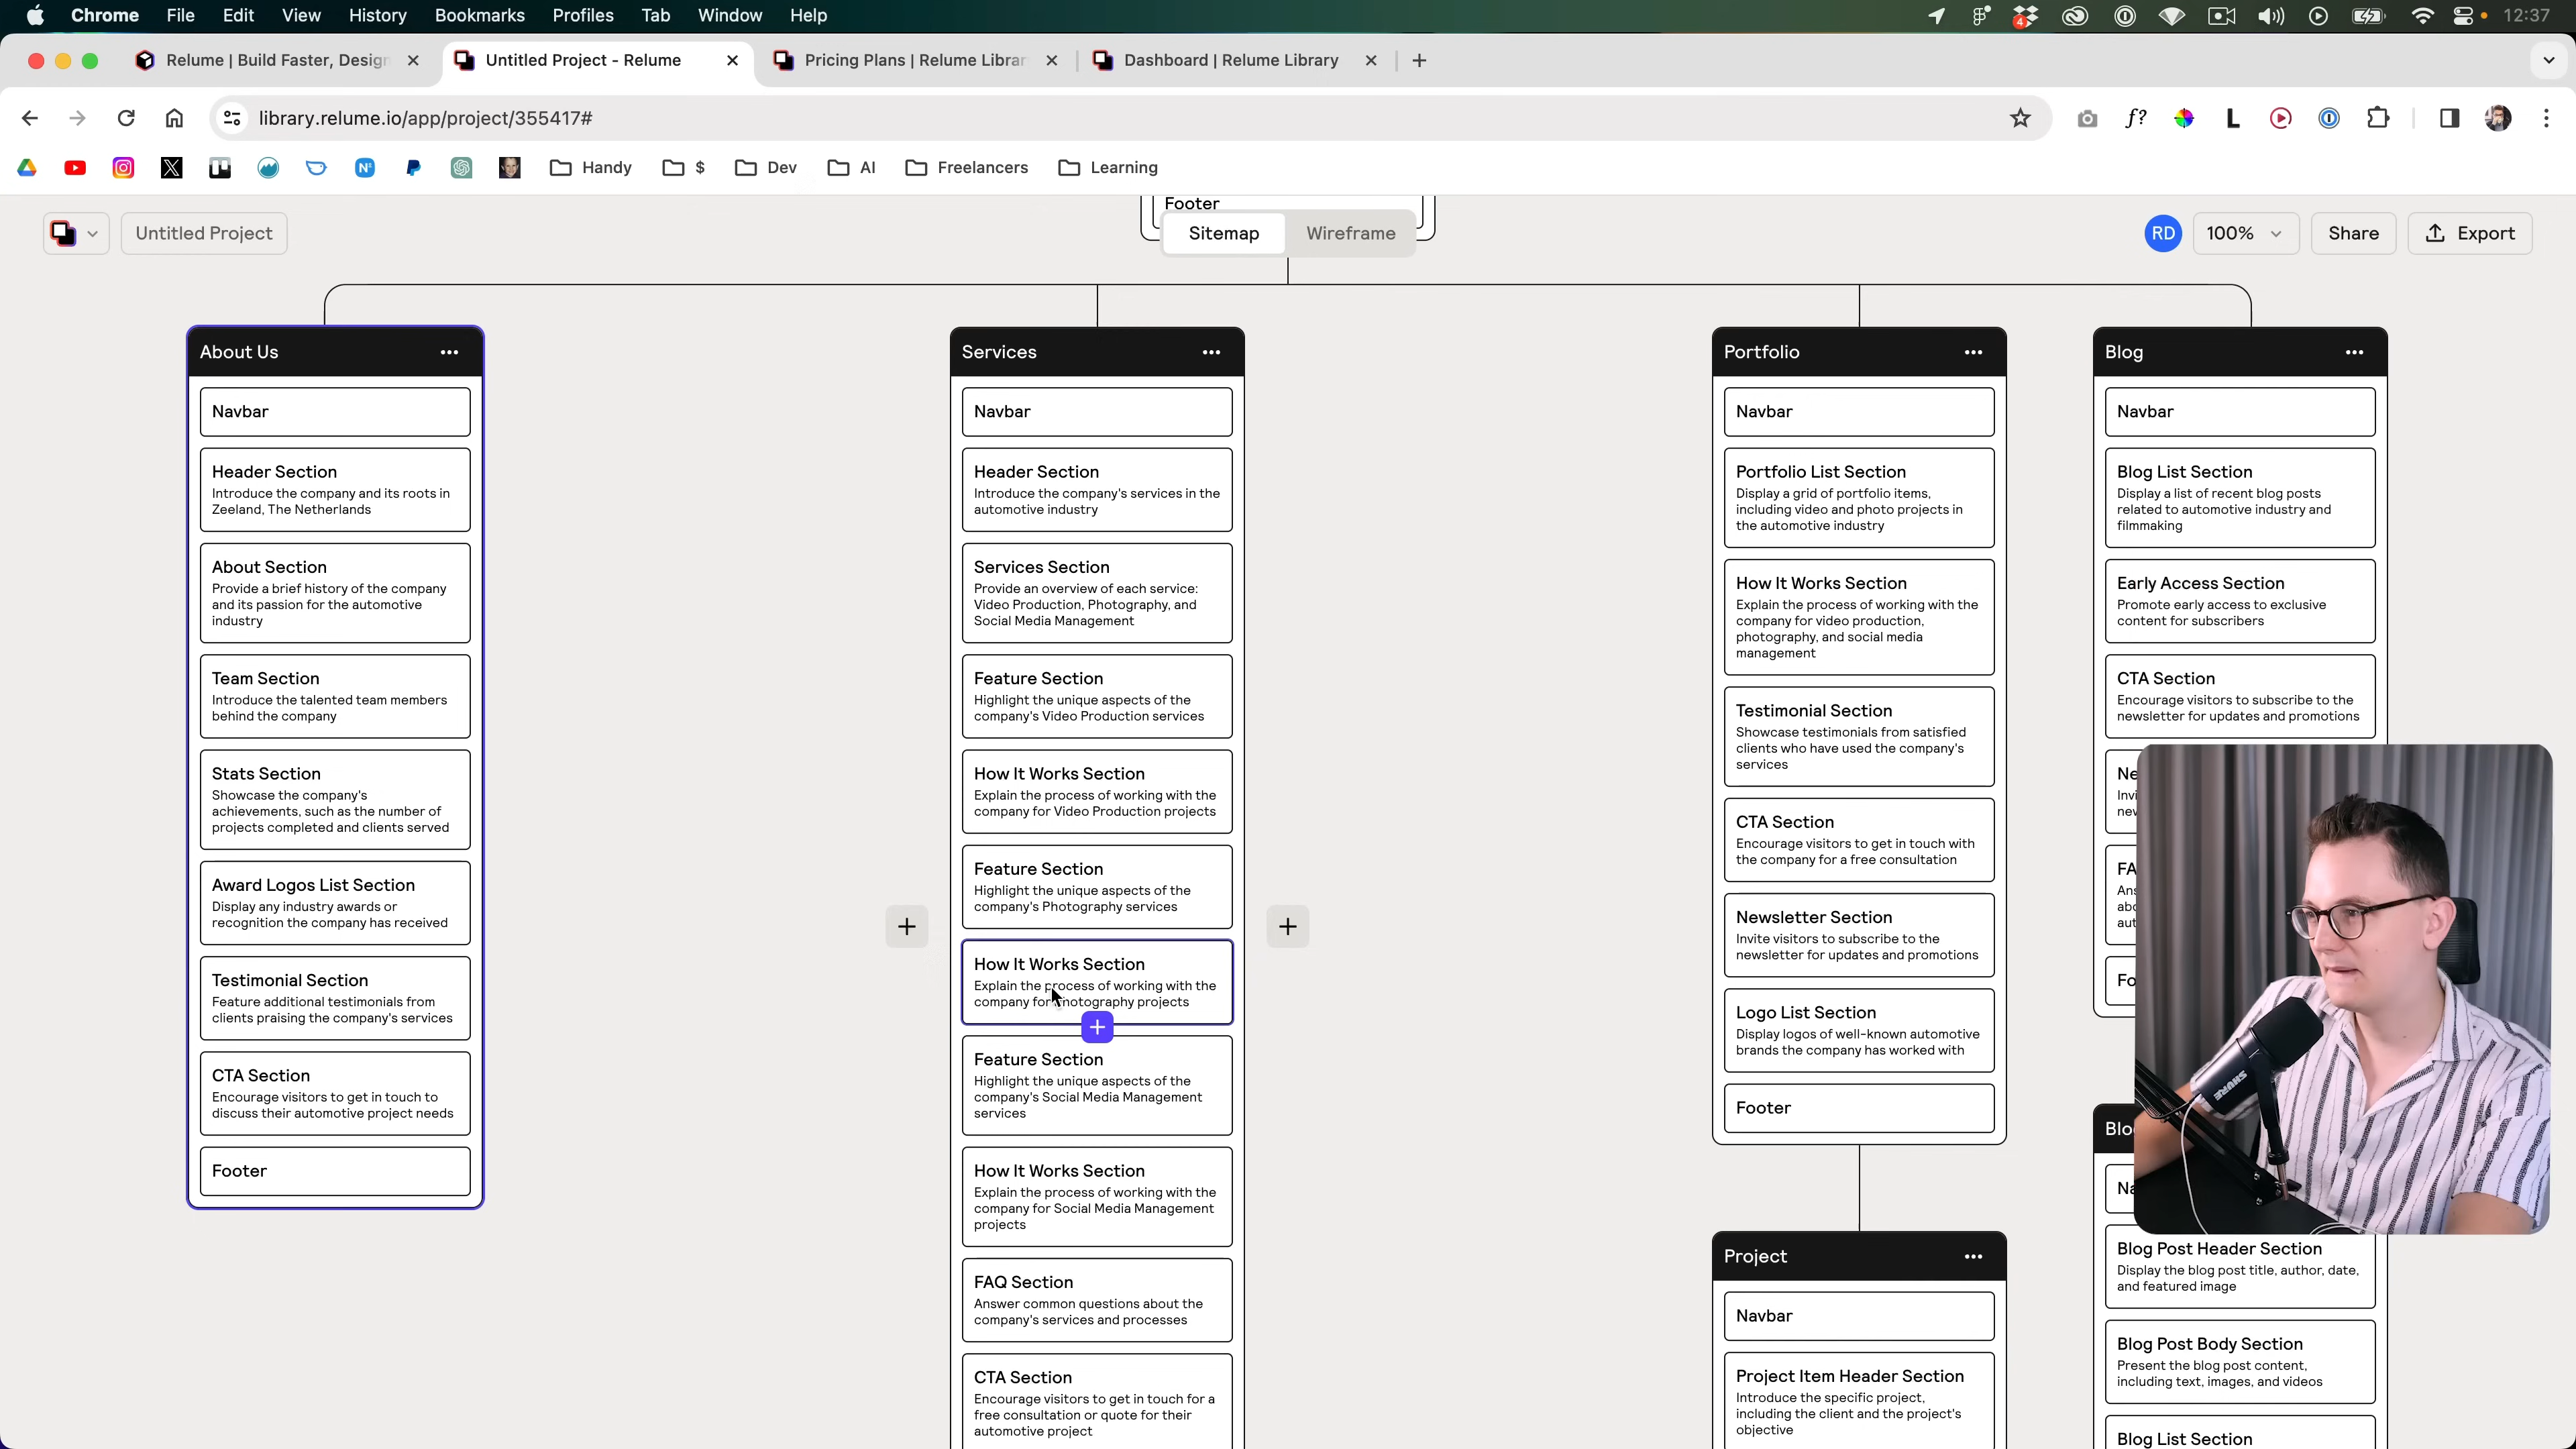 Chrome File Edit View History Bookmarks Profiles Tab Window Help
4
12:37
Relume | Build Faster, Design
Untitled Project - Relume
Pricing Plans | Relume Librar
Dashboard | Relume Library
library.relume.io/app/project/355417#
Handy
$
Dev
AI
Freelancers
Learning
Footer
Untitled Project
Sitemap
Wireframe
RD
100%
Share
Export
About Us
Navbar
Header Section
Introduce the company and its roots in
Zeeland, The Netherlands
About Section
Provide a brief history of the company
and its passion for the automotive
industry
Team Section
Introduce the talented team members
behind the company
Stats Section
Showcase the company's
achievements, such as the number of
projects completed and clients served
Award Logos List Section
Display any industry awards or
recognition the company has received
Testimonial Section
Feature additional testimonials from
clients praising the company's services
CTA Section
Encourage visitors to get in touch to
discuss their automotive project needs
Footer
Services
Navbar
Header Section
Introduce the company's services in the
automotive industry
Services Section
Provide an overview of each service:
Video Production, Photography, and
Social Media Management
Feature Section
Highlight the unique aspects of the
company's Video Production services
How It Works Section
Explain the process of working with the
company for Video Production projects
Feature Section
Highlight the unique aspects of the
company's Photography services
How It Works Section
Explain the process of working with the
company for Photography projects
Feature Section
Highlight the unique aspects of the
company's Social Media Management
services
How It Works Section
Explain the process of working with the
company for Social Media Management
projects
FAQ Section
Answer common questions about the
company's services and processes
CTA Section
Encourage visitors to get in touch for a
free consultation or quote for their
automotive project
Portfolio
Navbar
Portfolio List Section
Display a grid of portfolio items,
including video and photo projects in
the automotive industry
How It Works Section
Explain the process of working with the
company for video production,
photography, and social media
management
Testimonial Section
Showcase testimonials from satisfied
clients who have used the company's
services
CTA Section
Encourage visitors to get in touch with
the company for a free consultation
Newsletter Section
Invite visitors to subscribe to the
newsletter for updates and promotions
Logo List Section
Display logos of well-known automotive
brands the company has worked with
Footer
Project
Navbar
Project Item Header Section
Introduce the specific project,
including the client and the project's
objective
Blog
Navbar
Blog List Section
Display a list of recent blog posts
related to automotive industry and
filmmaking
Early Access Section
Promote early access to exclusive
content for subscribers
CTA Section
Encourage visitors to subscribe to the
newsletter for updates and promotions
Ne
Invi
nev
FA
Ans
abo
aut
Fo
Blo
Na
Blog Post Header Section
Display the blog post title, author, date,
and featured image
Blog Post Body Section
Present the blog post content,
including text, images, and videos
Blog List Section
SHURE